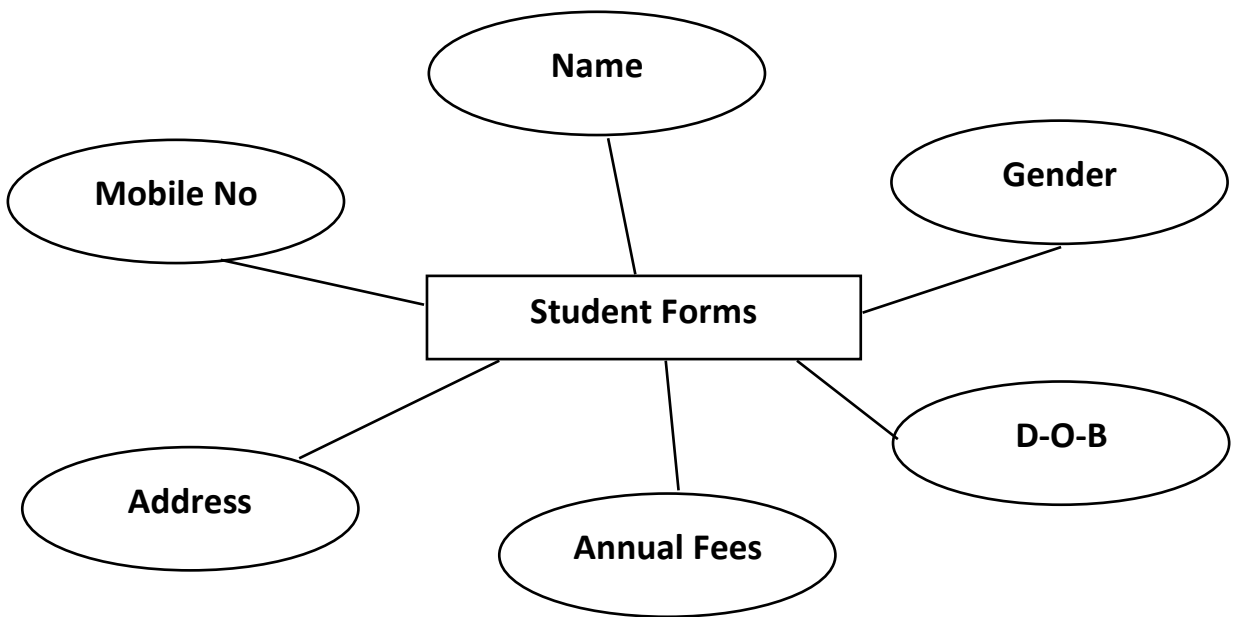 Name
Gender
Mobile No
Student Forms
D-O-B
Address
Annual Fees